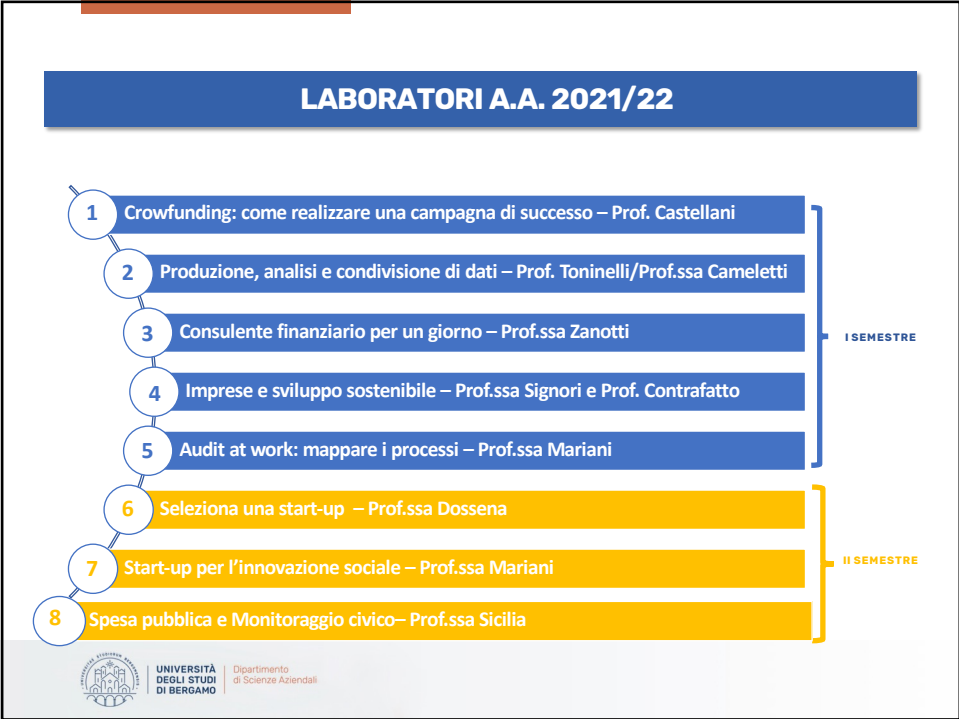 LABORATORI A.A. 2021/22
1 Crowfunding: come realizzare una campagna di successo – Prof. Castellani
2 Produzione, analisi e condivisione di dati – Prof. Toninelli/Prof.ssa Cameletti
3 Consulente finanziario per un giorno – Prof.ssa Zanotti
I SEMESTRE
4 Imprese e sviluppo sostenibile – Prof.ssa Signori e Prof. Contrafatto
5 Audit at work: mappare i processi – Prof.ssa Mariani
6 Seleziona una start-up – Prof.ssa Dossena
7 Start-up per l'innovazione sociale – Prof.ssa Mariani
II SEMESTRE
8 Spesa pubblica e Monitoraggio civico– Prof.ssa Sicilia
UNIVERSITÀ
DEGLI STUDI
DI BERGAMO
Dipartimento
di Scienze Aziendali